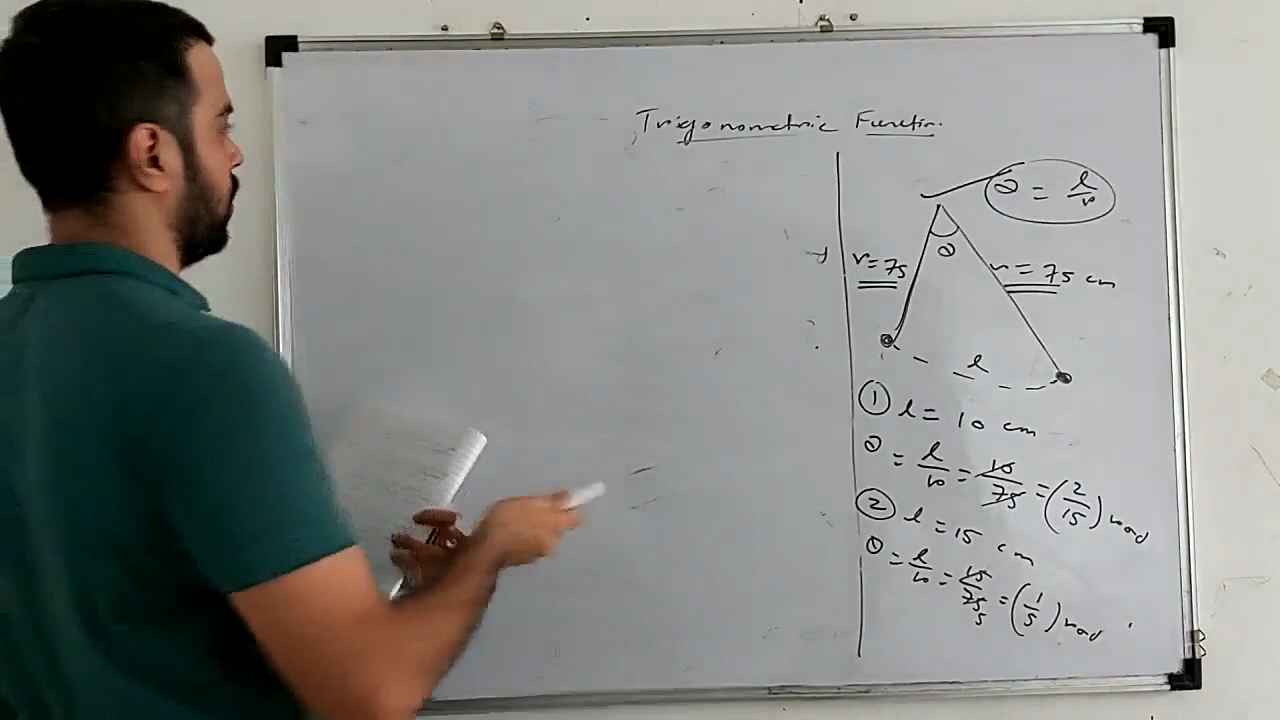 Trigonometric Function.
θ = l/r
r = 75
θ
r = 75 cm
l
① l = 10 cm
θ = l/r = 10/75 = (2/15) rad
② l = 15 cm
θ = l/r = 15/75 5 = (1/5) rad